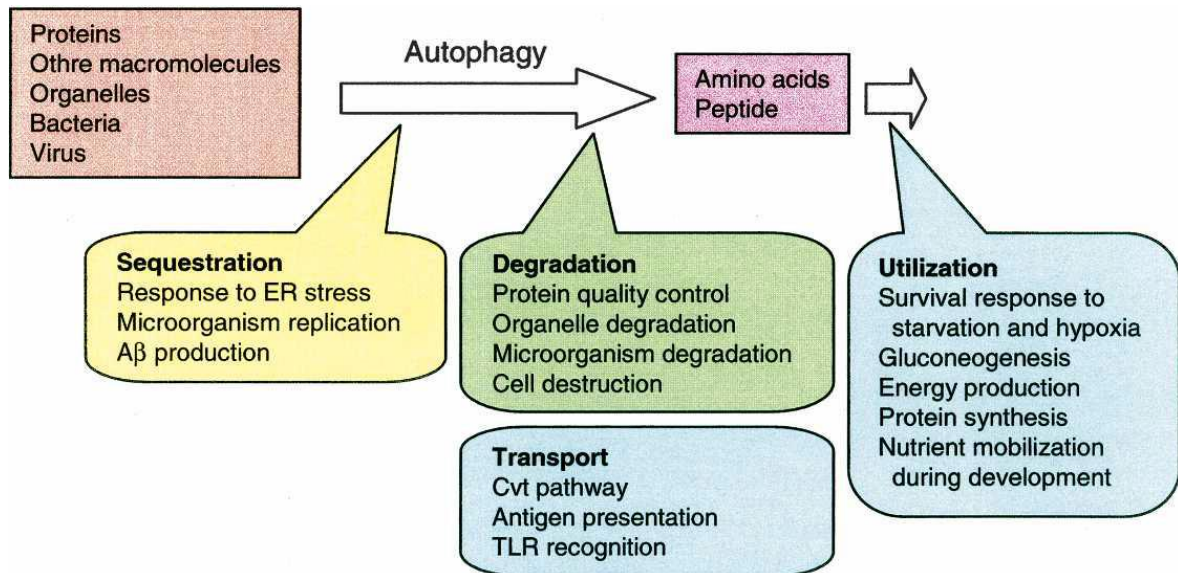 Proteins
Othre macromolecules
Organelles
Bacteria
Virus
Autophagy
Amino acids
Peptide
Sequestration
Response to ER stress
Microorganism replication
Aβ production
Degradation
Protein quality control
Organelle degradation
Microorganism degradation
Cell destruction
Transport
Cvt pathway
Antigen presentation
TLR recognition
Utilization
Survival response to
starvation and hypoxia
Gluconeogenesis
Energy production
Protein synthesis
Nutrient mobilization
during development